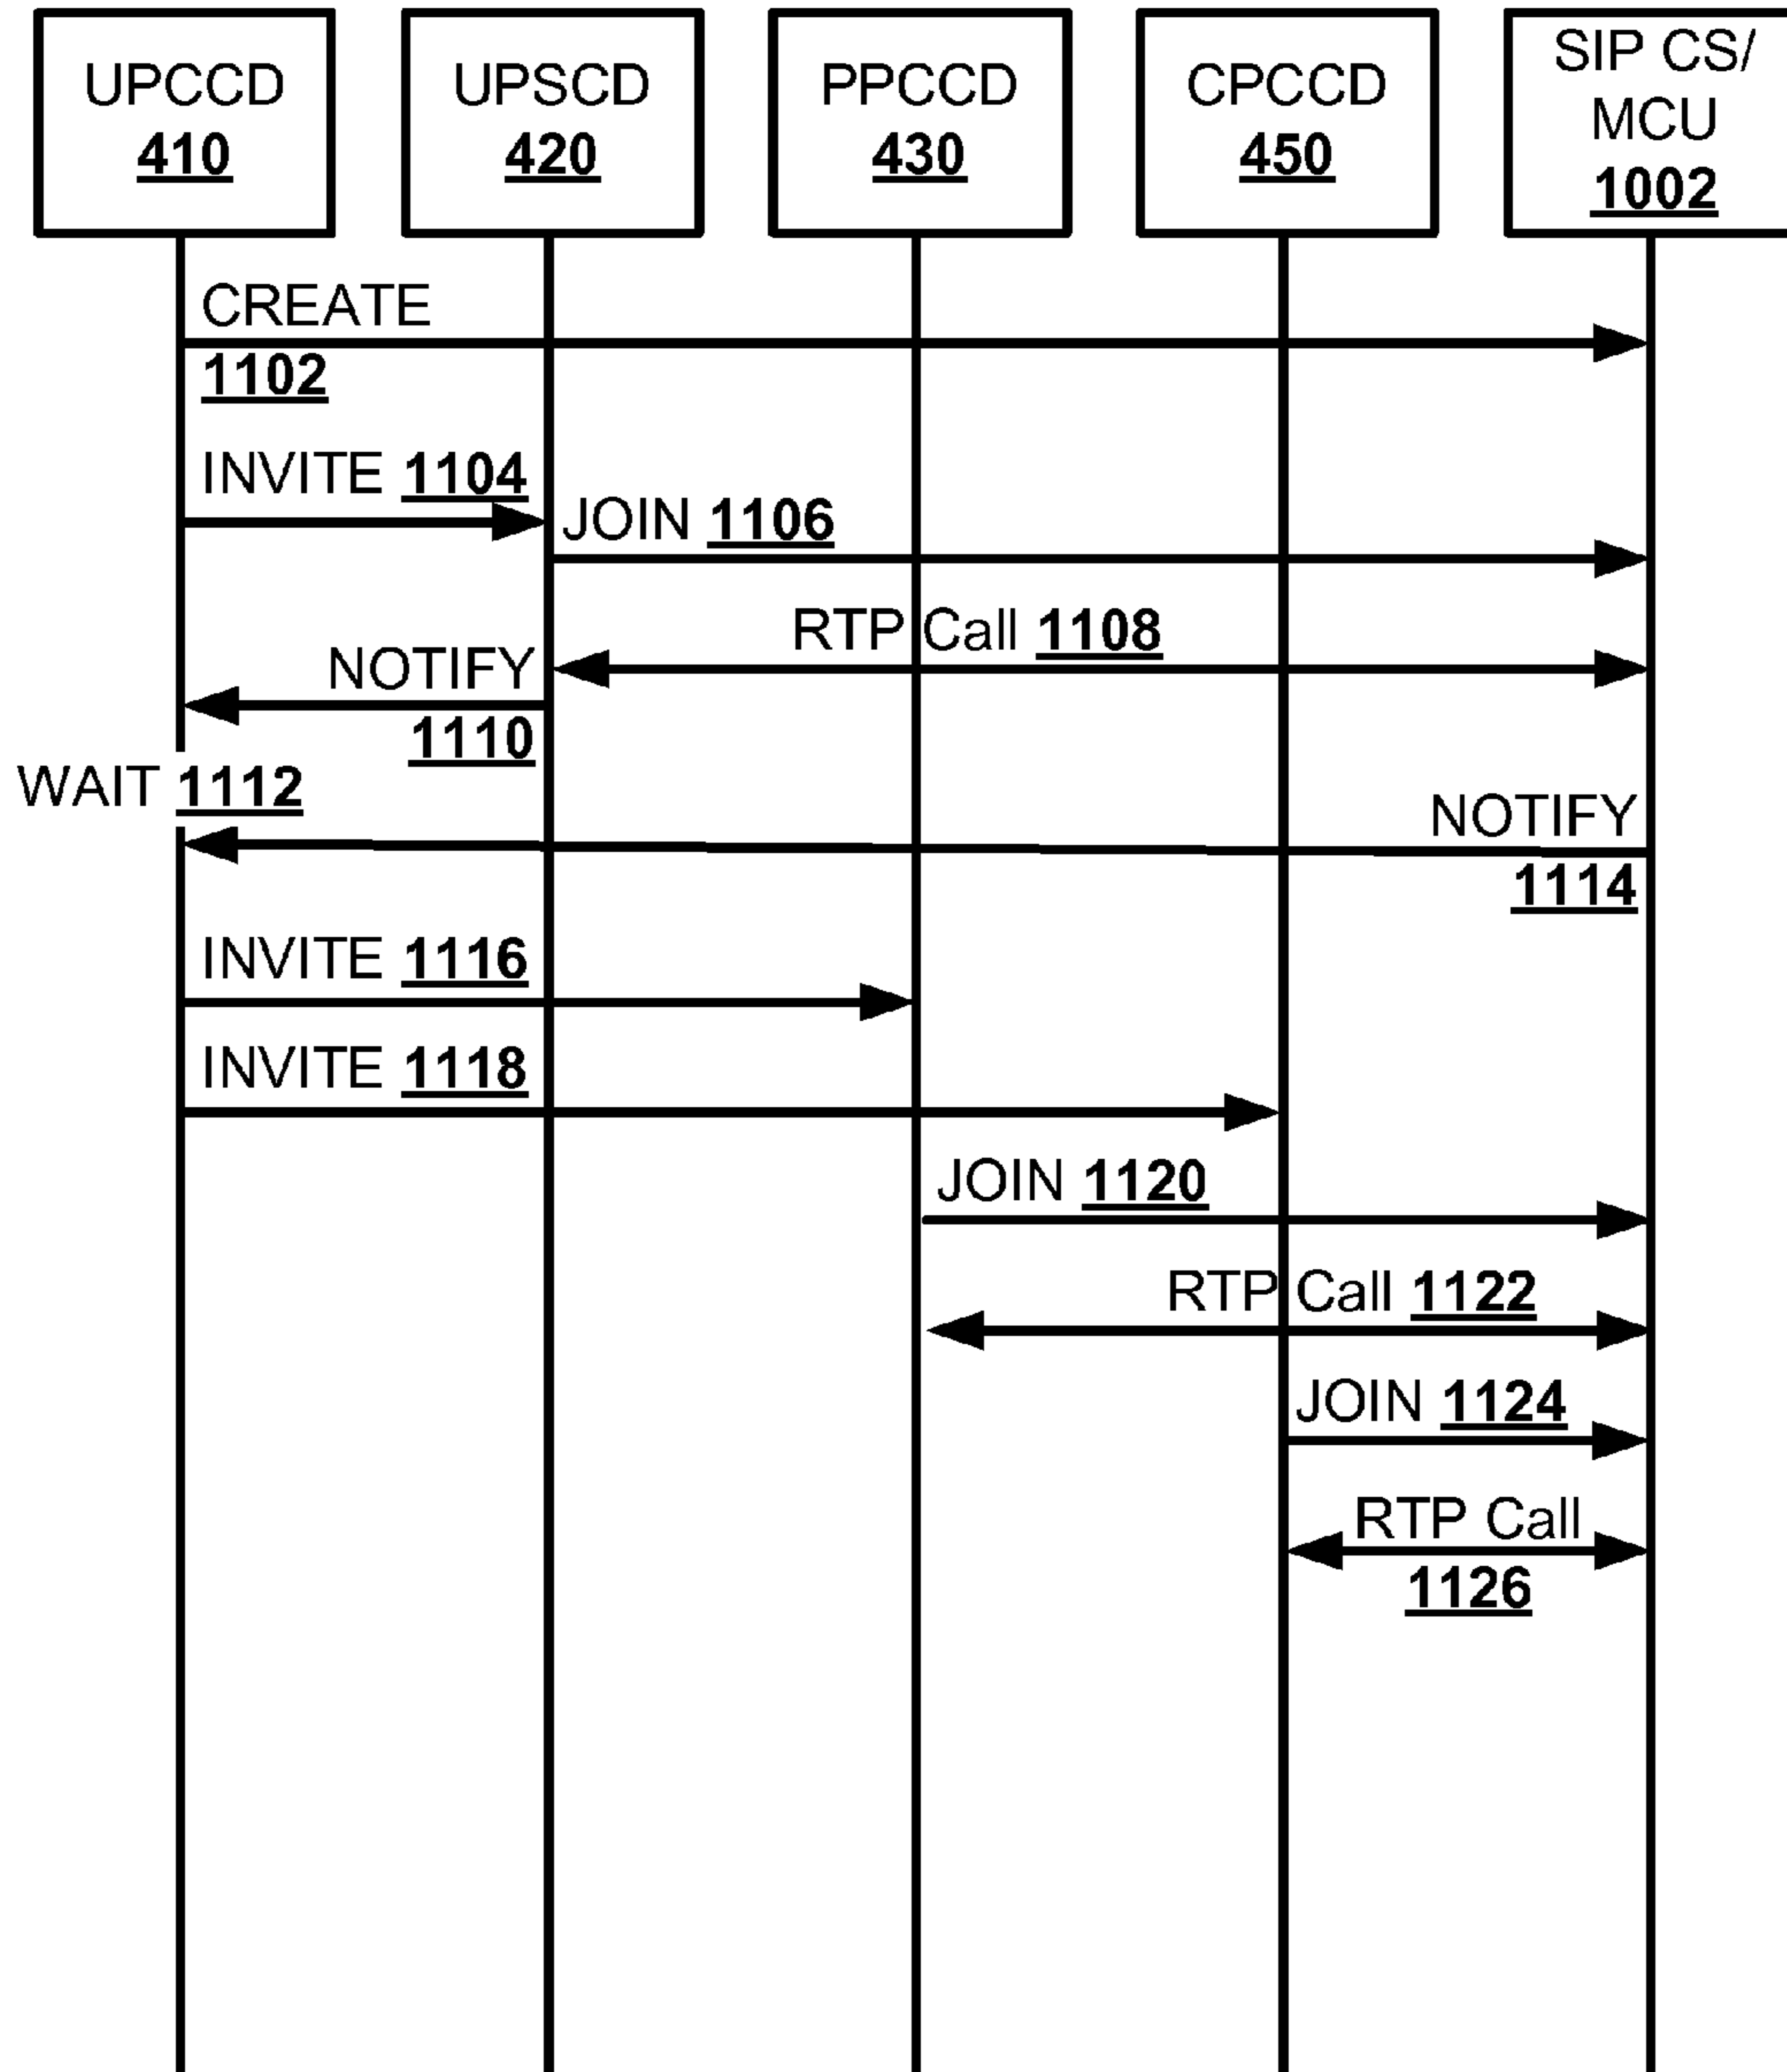 UPCCD
410
UPSCD
420
PPCCD
430
CPCCD
450
SIP CS/
MCU
1002
CREATE
1102
INVITE 1104
JOIN 1106
RTP Call 1108
NOTIFY
1110
WAIT 1112
NOTIFY
1114
INVITE 1116
INVITE 1118
JOIN 1120
RTP Call 1122
JOIN 1124
RTP Call
1126